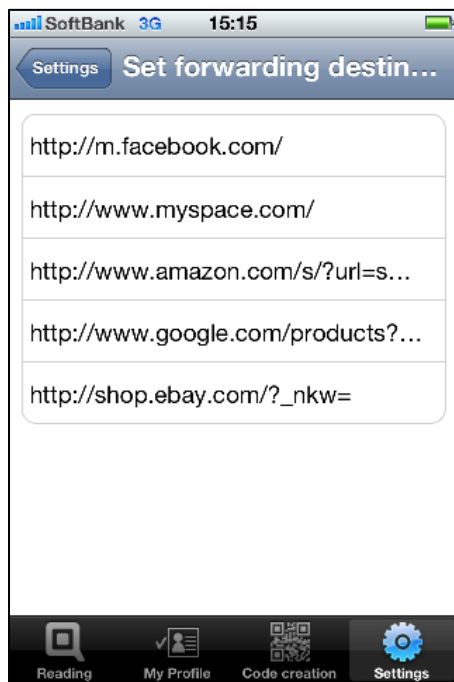 SoftBank 3G 15:15
Settings Set forwarding destin...
http://m.facebook.com/
http://www.myspace.com/
http://www.amazon.com/s/?url=s...
http://www.google.com/products?...
http://shop.ebay.com/?_nkw=
Reading My Profile Code creation Settings